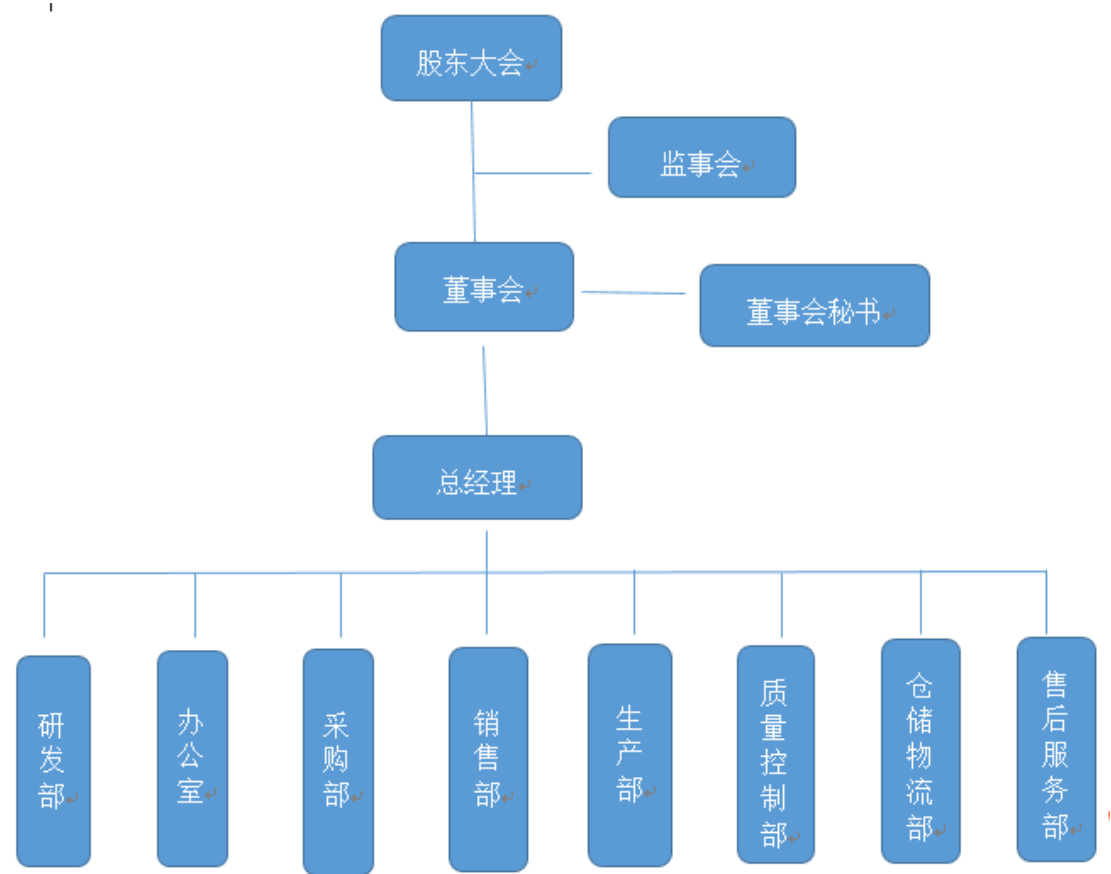 股东大会
监事会
董事会
董事会秘书
总经理
研发部
办公室
采购部
销售部
生产部
质量控制部
仓储物流部
售后服务部